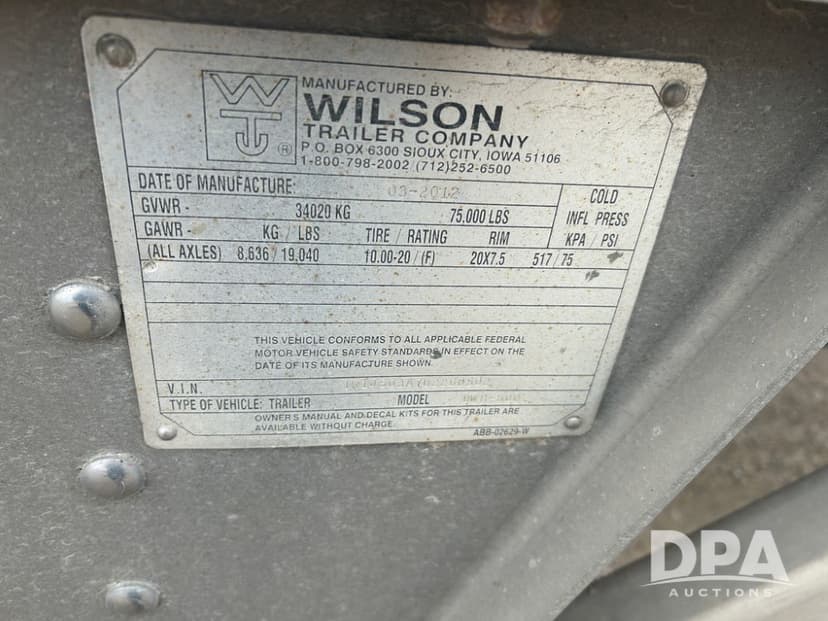 WT ®
MANUFACTURED BY:
WILSON
TRAILER COMPANY
P.O. BOX 6300 SIOUX CITY, IOWA 51106
1-800-798-2002 (712)252-6500
DATE OF MANUFACTURE: 03-2012
GVWR - 34020 KG 75,000 LBS
COLD
INFL PRESS
GAWR - KG / LBS TIRE / RATING RIM KPA / PSI
(ALL AXLES) 8,636 / 19,040 10.00-20 / (F) 20X7.5 517 / 75
THIS VEHICLE CONFORMS TO ALL APPLICABLE FEDERAL
MOTOR VEHICLE SAFETY STANDARDS IN EFFECT ON THE
DATE OF ITS MANUFACTURE SHOWN.
V.I.N.
TYPE OF VEHICLE: TRAILER MODEL
OWNER'S MANUAL AND DECAL KITS FOR THIS TRAILER ARE
AVAILABLE WITHOUT CHARGE.
ABB-02629-W
DPA
AUCTIONS